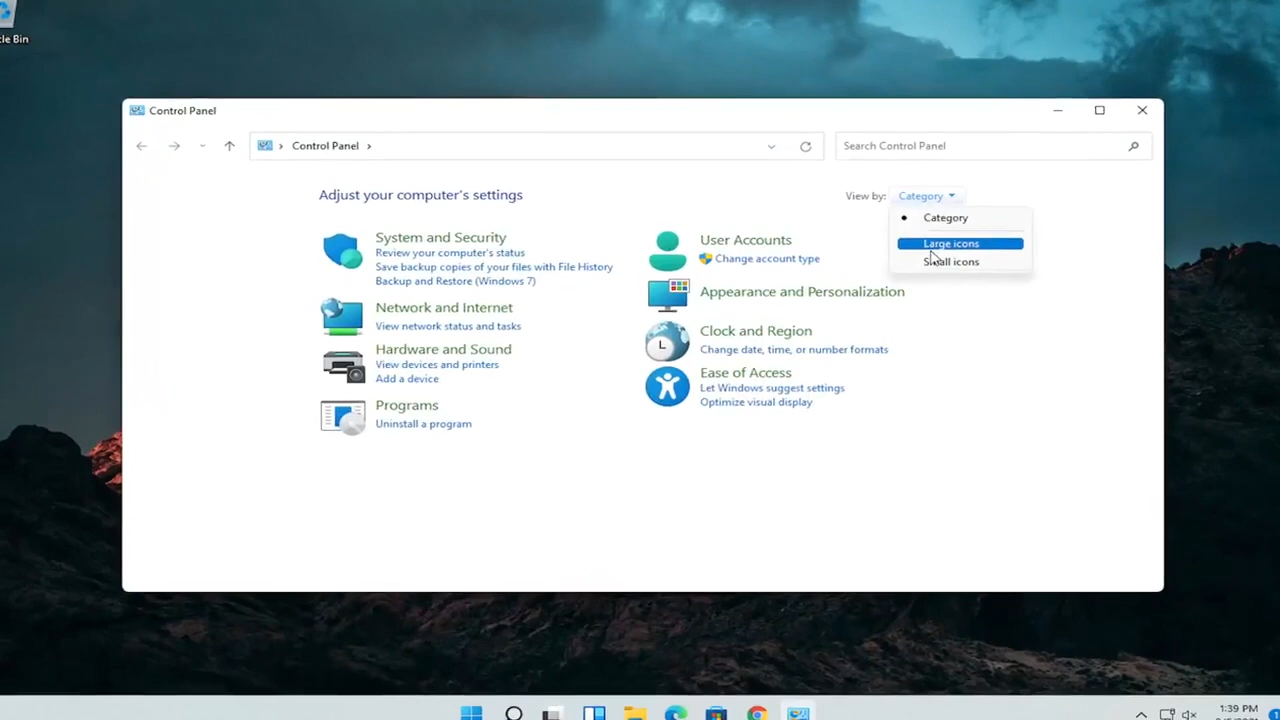 cle Bin
Control Panel
Control Panel
Search Control Panel
Adjust your computer's settings
View by: Category
Category
Large icons
Small icons
System and Security
Review your computer's status
Save backup copies of your files with File History
Backup and Restore (Windows 7)
Network and Internet
View network status and tasks
Hardware and Sound
View devices and printers
Add a device
Programs
Uninstall a program
User Accounts
Change account type
Appearance and Personalization
Clock and Region
Change date, time, or number formats
Ease of Access
Let Windows suggest settings
Optimize visual display
1:39 PM